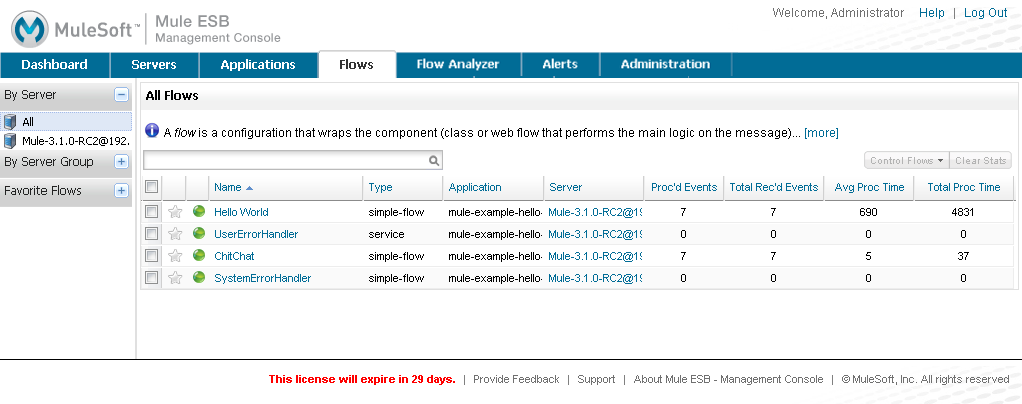 Welcome, Administrator Help | Log Out
MuleSoft™ Mule ESB
Management Console
Dashboard Servers Applications Flows Flow Analyzer Alerts Administration
By Server
All
Mule-3.1.0-RC2@192.
By Server Group
Favorite Flows
All Flows
A flow is a configuration that wraps the component (class or web flow that performs the main logic on the message)... [more]
Control Flows Clear Stats
Name Type Application Server Proc'd Events Total Rec'd Events Avg Proc Time Total Proc Time
Hello World simple-flow mule-example-hello- Mule-3.1.0-RC2@19 7 7 690 4831
UserErrorHandler service mule-example-hello- Mule-3.1.0-RC2@19 0 0 0 0
ChitChat simple-flow mule-example-hello- Mule-3.1.0-RC2@19 7 7 5 37
SystemErrorHandler simple-flow mule-example-hello- Mule-3.1.0-RC2@19 0 0 0 0
This license will expire in 29 days. | Provide Feedback | Support | About Mule ESB - Management Console | © MuleSoft, Inc. All rights reserved